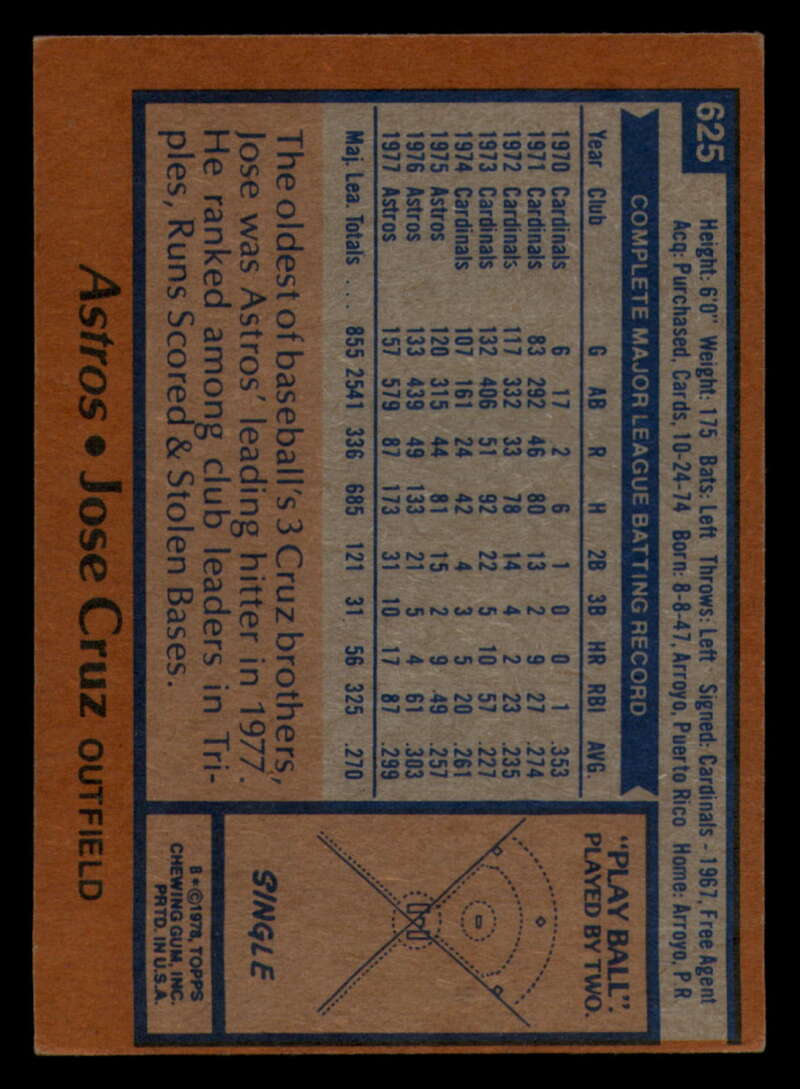 625
Height: 6'0" Weight: 175 Bats: Left Throws: Left Signed: Cardinals - 1967, Free Agent
Acq: Purchased, Cards, 10-24-74 Born: 8-8-47, Arroyo, Puerto Rico Home: Arroyo, P R
COMPLETE MAJOR LEAGUE BATTING RECORD
Year Club G AB R H 2B 3B HR RBI AVG.
1970 Cardinals 6 17 2 6 1 0 0 1 .353
1971 Cardinals 83 292 46 80 13 2 9 27 .274
1972 Cardinals 117 332 33 78 14 4 2 23 .235
1973 Cardinals 132 406 51 92 22 5 10 57 .227
1974 Cardinals 107 161 24 42 4 3 5 20 .261
1975 Astros 120 315 44 81 15 2 9 49 .257
1976 Astros 133 439 49 133 21 5 4 61 .303
1977 Astros 157 579 87 173 31 10 17 87 .299
Maj. Lea. Totals .... 855 2541 336 685 121 31 56 325 .270
The oldest of baseball's 3 Cruz brothers,
Jose was Astros' leading hitter in 1977.
He ranked among club leaders in Tri-
ples, Runs Scored & Stolen Bases.
"PLAY BALL".
PLAYED BY TWO.
SINGLE
B*©1978, TOPPS
CHEWING GUM, INC.
PRTD. IN U.S.A.
Astros • Jose Cruz OUTFIELD